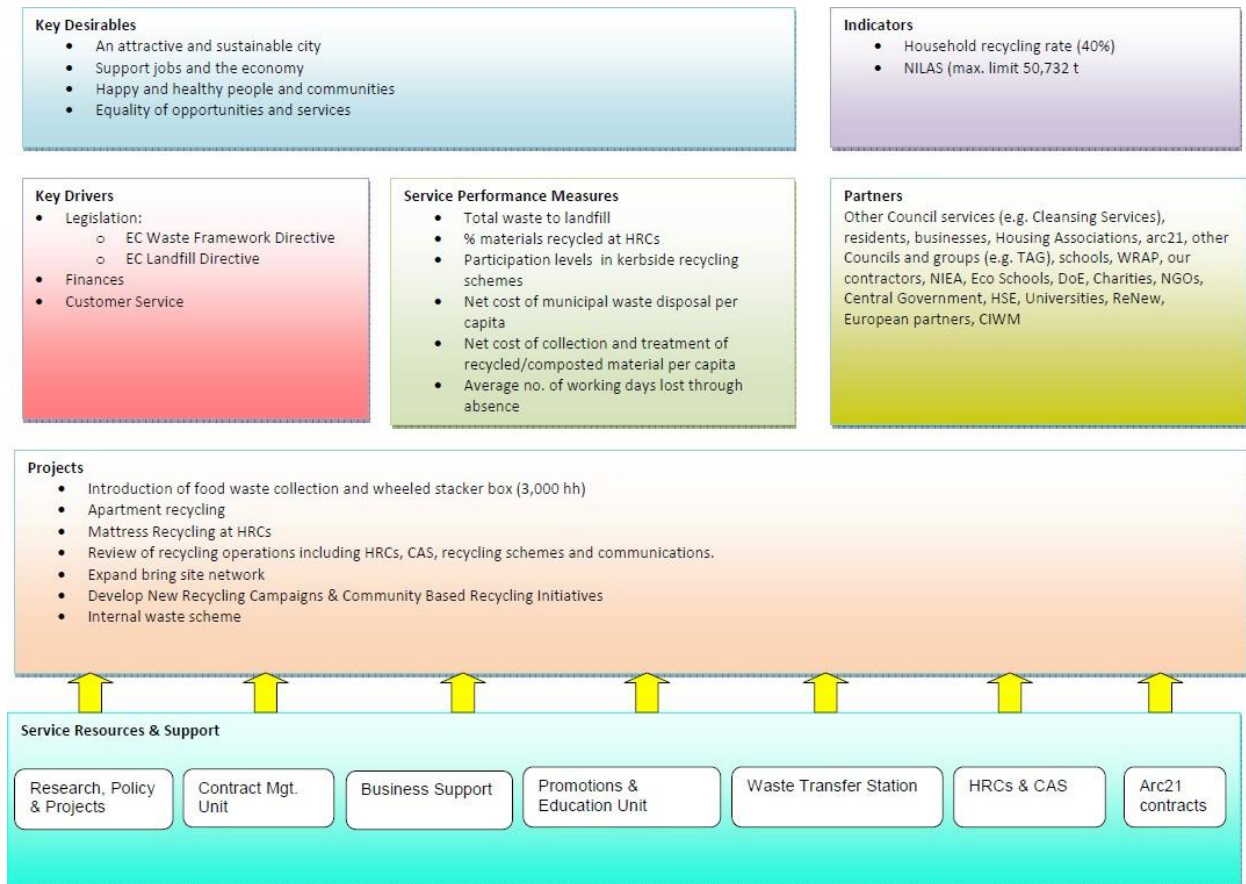 Key Desirables
• An attractive and sustainable city
• Support jobs and the economy
• Happy and healthy people and communities
• Equality of opportunities and services
Indicators
• Household recycling rate (40%)
• NILAS (max. limit 50,732 t
Key Drivers
• Legislation:
o EC Waste Framework Directive
o EC Landfill Directive
• Finances
• Customer Service
Service Performance Measures
• Total waste to landfill
• % materials recycled at HRCs
• Participation levels in kerbside recycling
schemes
• Net cost of municipal waste disposal per
capita
• Net cost of collection and treatment of
recycled/composted material per capita
• Average no. of working days lost through
absence
Partners
Other Council services (e.g. Cleansing Services),
residents, businesses, Housing Associations, arc21, other
Councils and groups (e.g. TAG), schools, WRAP, our
contractors, NIEA, Eco Schools, DoE, Charities, NGOs,
Central Government, HSE, Universities, ReNew,
European partners, CIWM
Projects
• Introduction of food waste collection and wheeled stacker box (3,000 hh)
• Apartment recycling
• Mattress Recycling at HRCs
• Review of recycling operations including HRCs, CAS, recycling schemes and communications.
• Expand bring site network
• Develop New Recycling Campaigns & Community Based Recycling Initiatives
• Internal waste scheme
Service Resources & Support
Research, Policy
& Projects
Contract Mgt.
Unit
Business Support
Promotions &
Education Unit
Waste Transfer Station
HRCs & CAS
Arc21
contracts